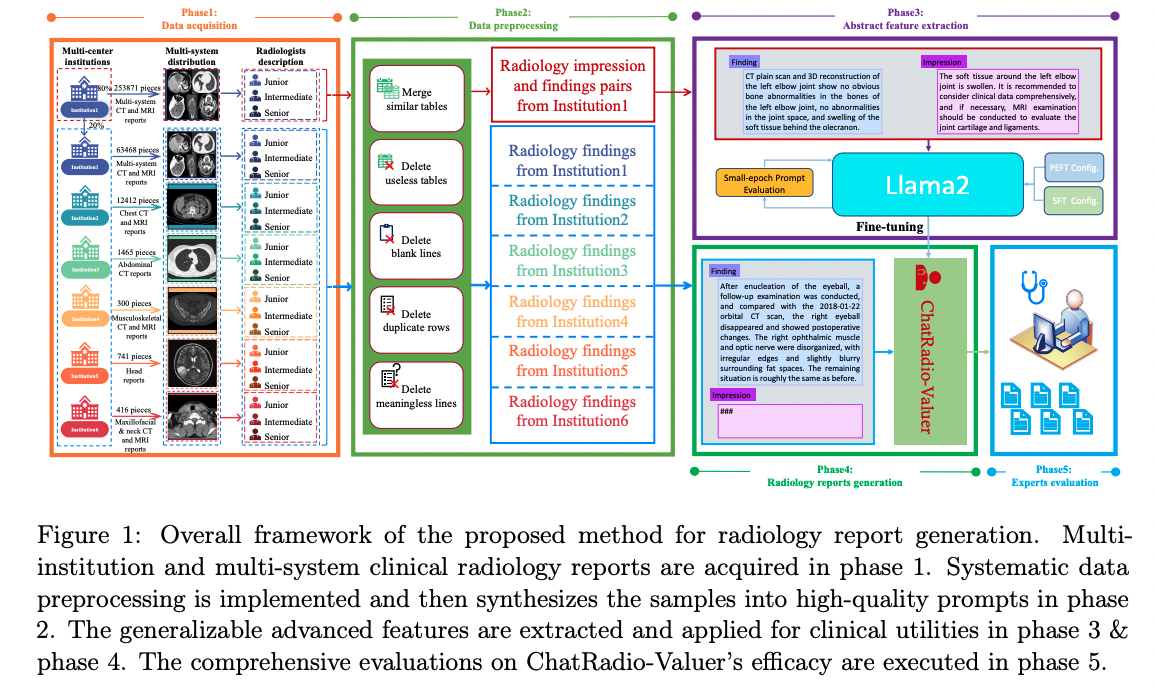 Phase1:
Data acquisition
Phase2:
Data preprocessing
Phase3:
Abstract feature extraction
Multi-center
institutions
Multi-system
distribution
Radiologists
description
Institution1
80% 253871 pieces
Multi-system
CT and MRI
reports
Junior
Intermediate
Senior
20%
Institution1
63468 pieces
Multi-system
CT and MRI
reports
Junior
Intermediate
Senior
Institution2
12412 pieces
Chest CT
and MRI
reports
Junior
Intermediate
Senior
Institution3
1465 pieces
Abdominal
CT reports
Junior
Intermediate
Senior
Institution4
300 pieces
Musculoskeletal
CT and MRI
reports
Junior
Intermediate
Senior
Institution5
741 pieces
Head
reports
Junior
Intermediate
Senior
Institution6
416 pieces
Maxillofacial
& neck CT
and MRI
reports
Junior
Intermediate
Senior
Merge
similar tables
Delete
useless tables
Delete
blank lines
Delete
duplicate rows
Delete
meaningless lines
Radiology impression
and findings pairs
from Institution1
Radiology findings
from Institution1
Radiology findings
from Institution2
Radiology findings
from Institution3
Radiology findings
from Institution4
Radiology findings
from Institution5
Radiology findings
from Institution6
Finding
CT plain scan and 3D reconstruction of
the left elbow joint show no obvious
bone abnormalities in the bones of
the left elbow joint, no abnormalities
in the joint space, and swelling of the
soft tissue behind the olecranon.
Impression
The soft tissue around the left elbow
joint is swollen. It is recommended to
consider clinical data comprehensively,
and if necessary, MRI examination
should be conducted to evaluate the
joint cartilage and ligaments.
Small-epoch Prompt
Evaluation
Llama2
PEFT Config.
SFT Config.
Fine-tuning
Finding
After enucleation of the eyeball, a
follow-up examination was conducted,
and compared with the 2018-01-22
orbital CT scan, the right eyeball
disappeared and showed postoperative
changes. The right ophthalmic muscle
and optic nerve were disorganized, with
irregular edges and slightly blurry
surrounding fat spaces. The remaining
situation is roughly the same as before.
Impression
###
ChatRadio-Valuer
Phase4:
Radiology reports generation
Phase5:
Experts evaluation
Figure 1: Overall framework of the proposed method for radiology report generation. Multi-
institution and multi-system clinical radiology reports are acquired in phase 1. Systematic data
preprocessing is implemented and then synthesizes the samples into high-quality prompts in phase
2. The generalizable advanced features are extracted and applied for clinical utilities in phase 3 &
phase 4. The comprehensive evaluations on ChatRadio-Valuer's efficacy are executed in phase 5.